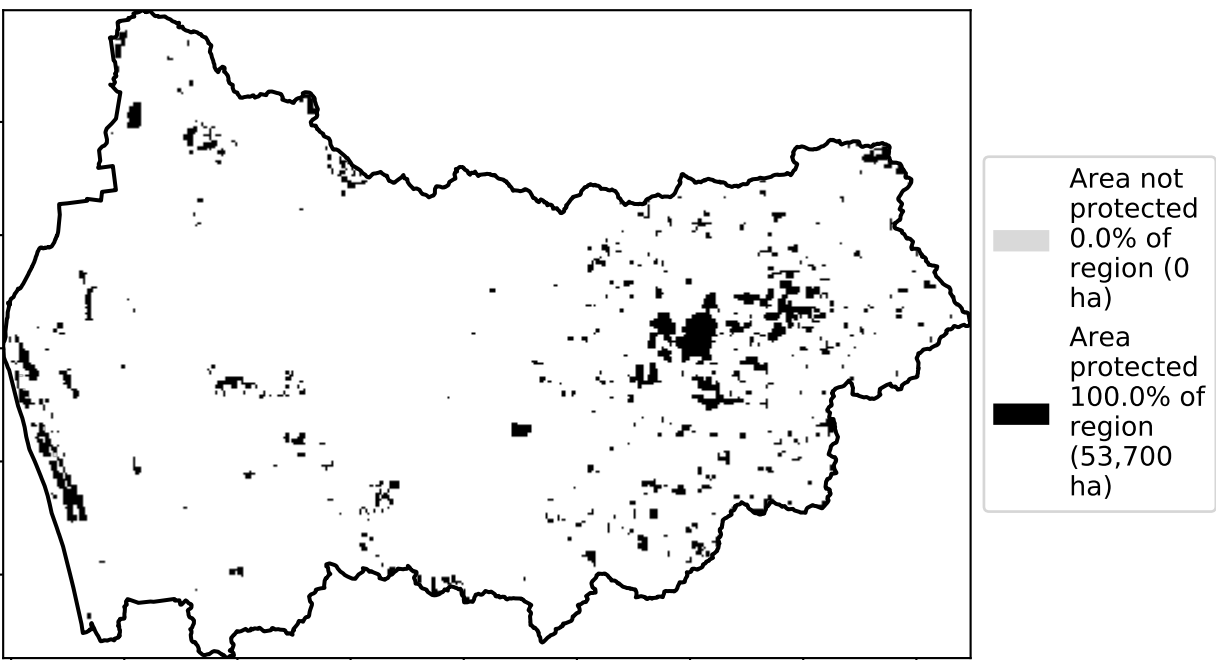 Area not
protected
0.0% of
region (0
ha)
Area
protected
100.0% of
region
(53,700
ha)